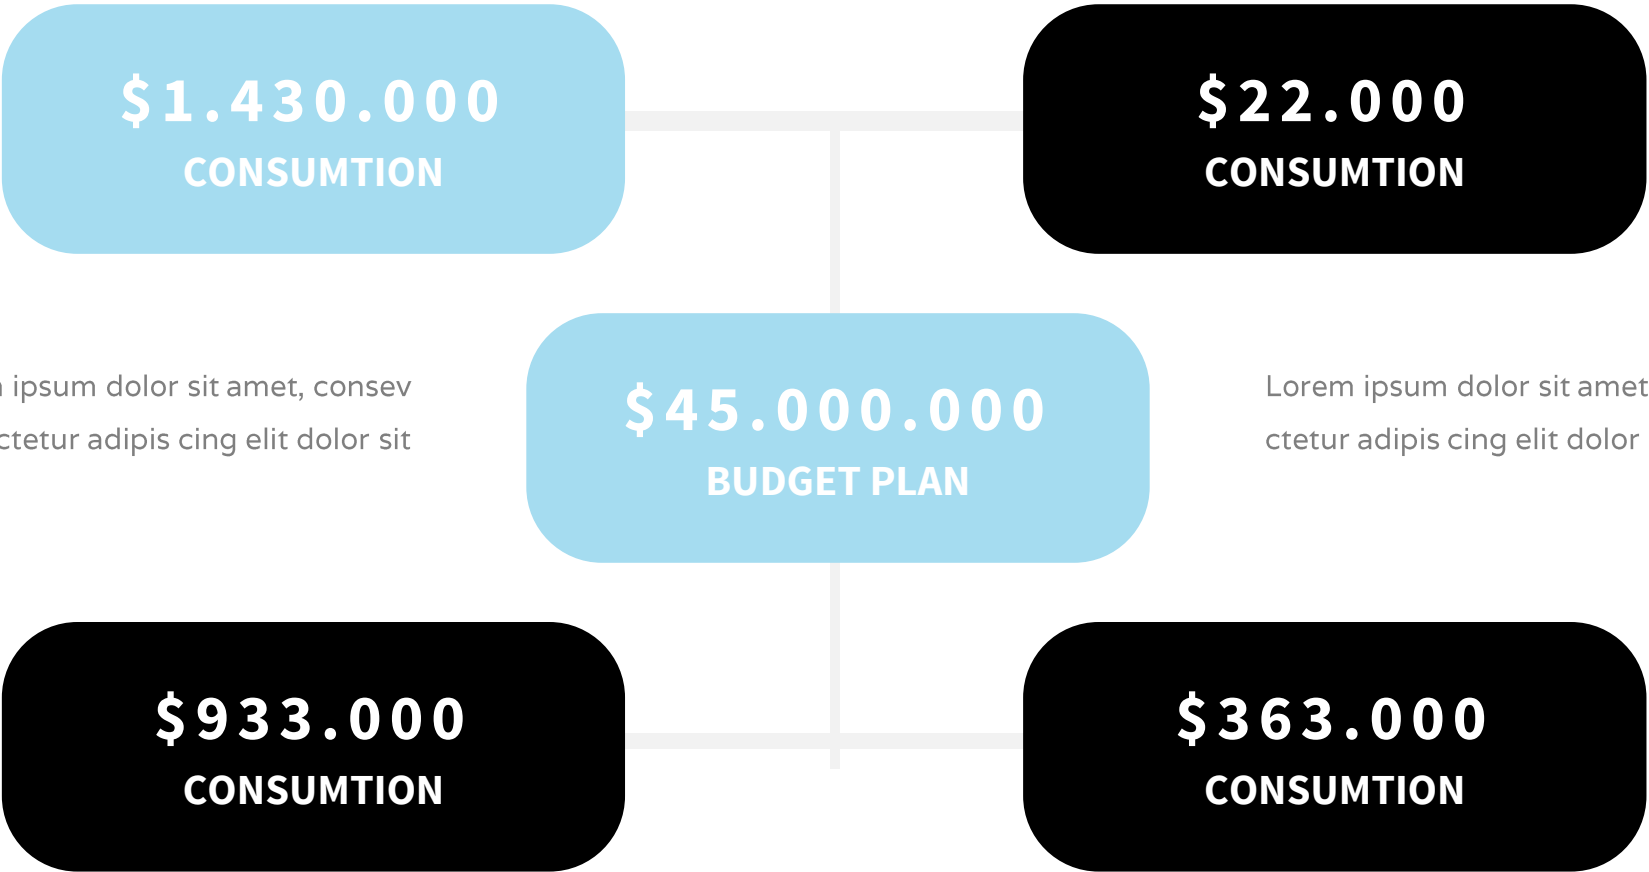 $1.430.000
CONSUMTION
$22.000
CONSUMTION
ipsum dolor sit amet, consev
ctetur adipis cing elit dolor sit
$45.000.000
BUDGET PLAN
Lorem ipsum dolor sit amet
ctetur adipis cing elit dolor
$933.000
CONSUMTION
$363.000
CONSUMTION